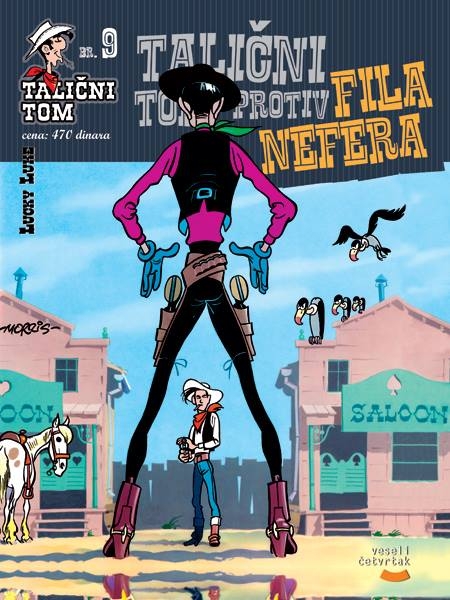 BR. 9
TALIČNI
TOM
cena: 470 dinara
LUCKY LUKE
TALIČNI
TOM PROTIV
FILA
NEFERA
MORRIS
OON
SALOON
veseli
četvrtak